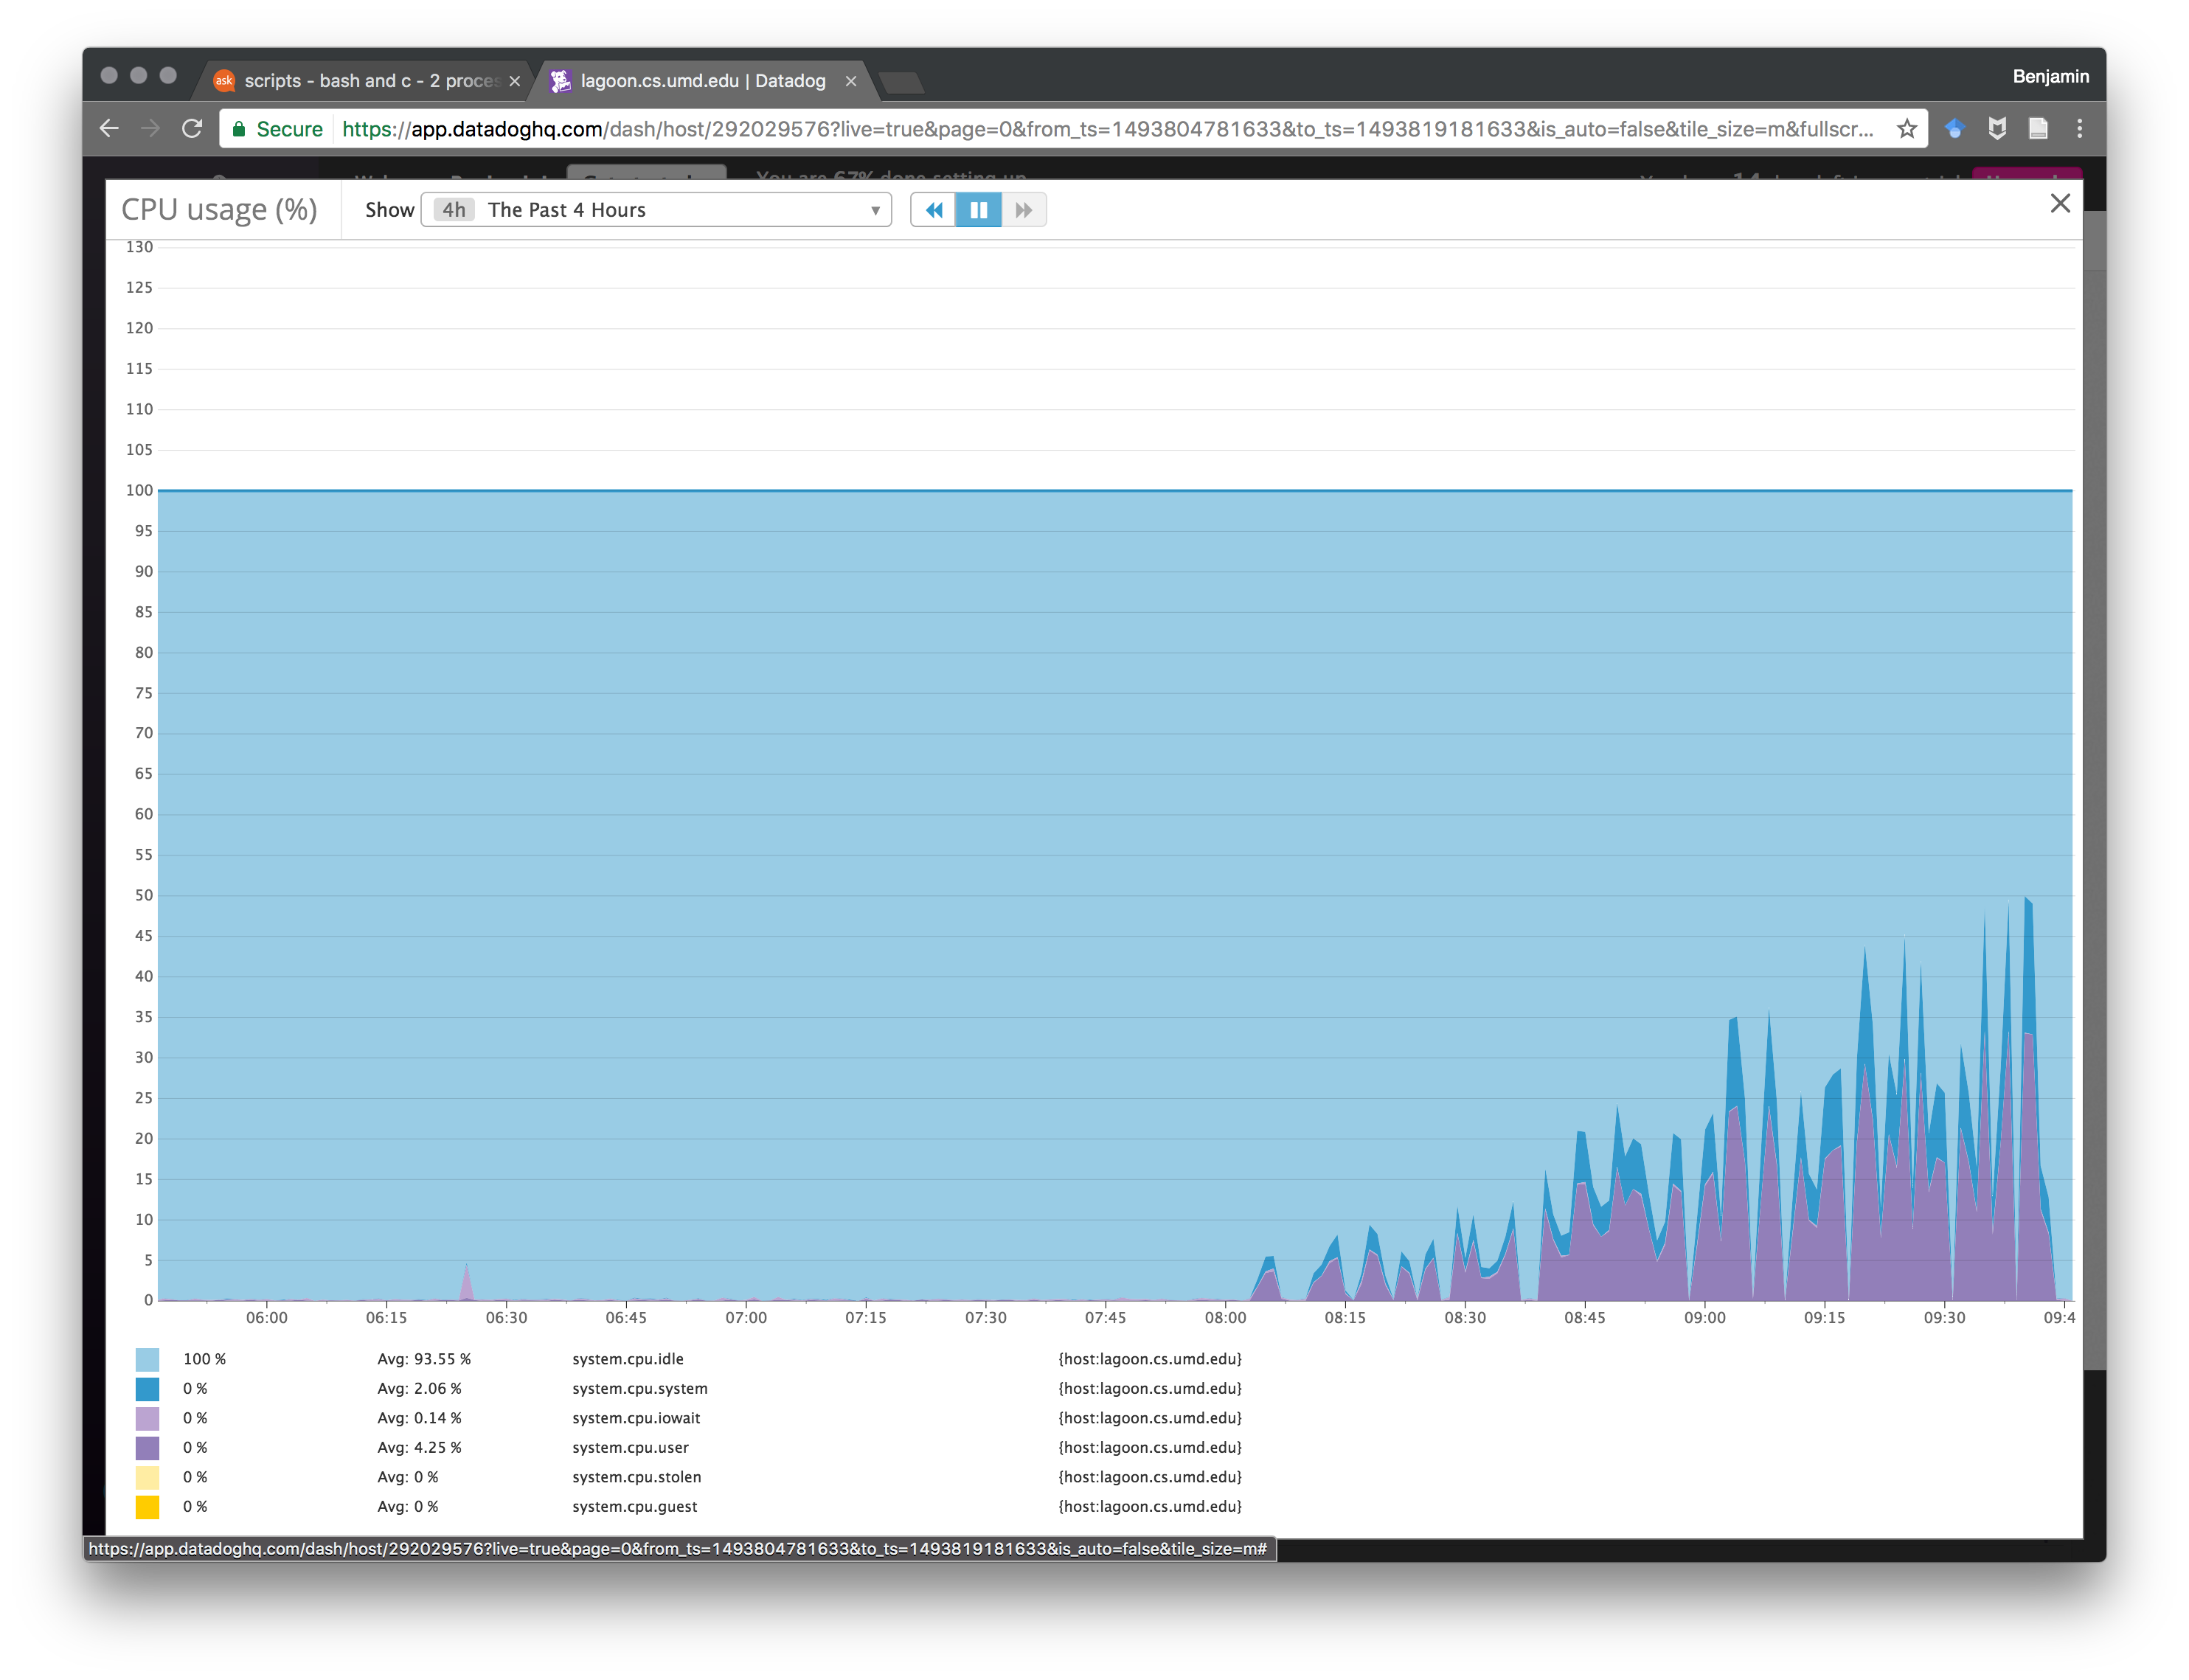 ask scripts - bash and c - 2 proces × lagoon.cs.umd.edu | Datadog × Benjamin
Secure https://app.datadoghq.com/dash/host/292029576?live=true&page=0&from_ts=1493804781633&to_ts=1493819181633&is_auto=false&tile_size=m&fullscr...
You are 67% done setting up
CPU usage (%) Show 4h The Past 4 Hours
130
125
120
115
110
105
100
95
90
85
80
75
70
65
60
55
50
45
40
35
30
25
20
15
10
5
0
06:00 06:15 06:30 06:45 07:00 07:15 07:30 07:45 08:00 08:15 08:30 08:45 09:00 09:15 09:30 09:4
100 % Avg: 93.55 % system.cpu.idle {host:lagoon.cs.umd.edu}
0 % Avg: 2.06 % system.cpu.system {host:lagoon.cs.umd.edu}
0 % Avg: 0.14 % system.cpu.iowait {host:lagoon.cs.umd.edu}
0 % Avg: 4.25 % system.cpu.user {host:lagoon.cs.umd.edu}
0 % Avg: 0 % system.cpu.stolen {host:lagoon.cs.umd.edu}
0 % Avg: 0 % system.cpu.guest {host:lagoon.cs.umd.edu}
https://app.datadoghq.com/dash/host/292029576?live=true&page=0&from_ts=1493804781633&to_ts=1493819181633&is_auto=false&tile_size=m#